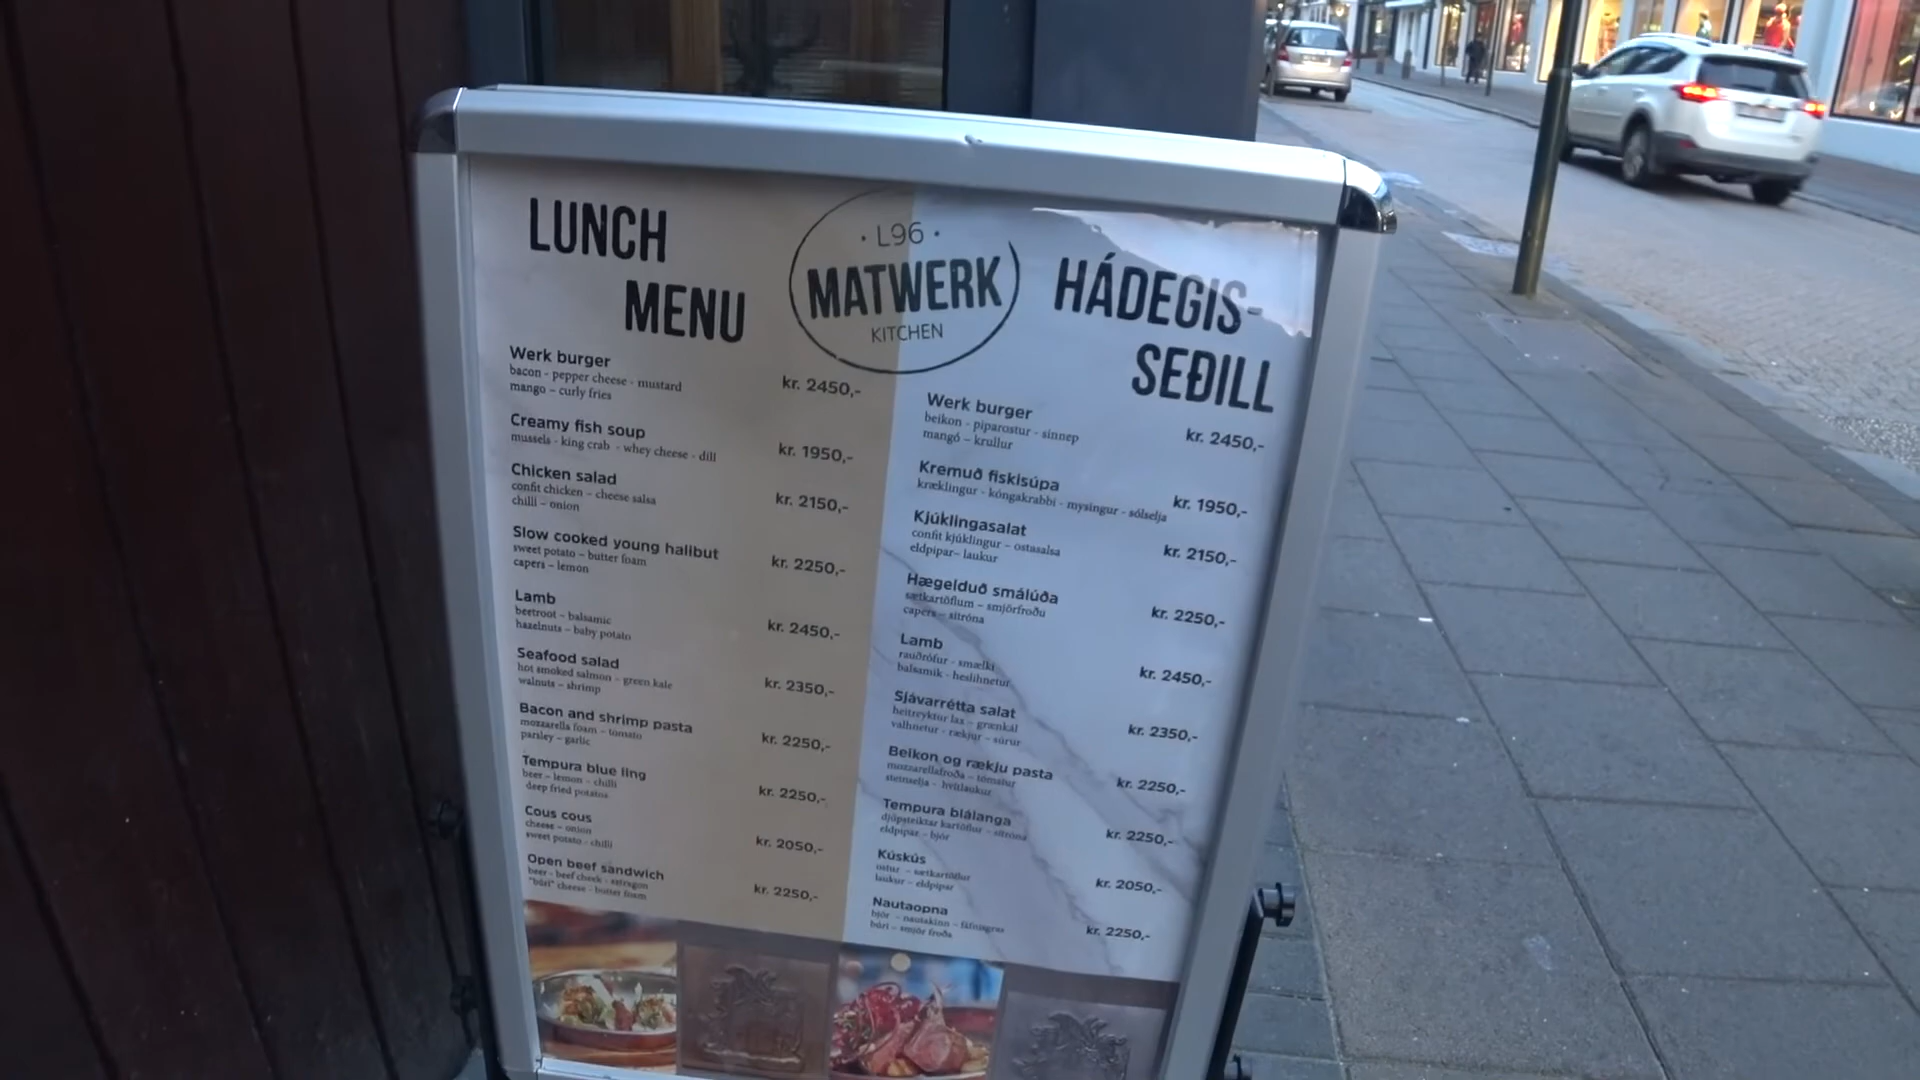 LUNCH
MENU
· L96 ·
MATWERK
KITCHEN
HÁDEGIS-
SEÐILL
Werk burger
bacon - pepper cheese - mustard
mango – curly fries
kr. 2450,-
Creamy fish soup
mussels - king crab - whey cheese - dill
kr. 1950,-
Chicken salad
confit chicken – cheese salsa
chilli – onion
kr. 2150,-
Slow cooked young halibut
sweet potato – butter foam
capers – lemon
kr. 2250,-
Lamb
beetroot – balsamic
hazelnuts – baby potato
kr. 2450,-
Seafood salad
hot smoked salmon – green kale
walnuts – shrimp
kr. 2350,-
Bacon and shrimp pasta
mozzarella foam – tomato
parsley – garlic
kr. 2250,-
Tempura blue ling
beer – lemon - chilli
deep fried potatos
kr. 2250,-
Cous cous
cheese – onion
sweet potato - chilli
kr. 2050,-
Open beef sandwich
beer - beef cheek - estragon
"búri" cheese - butter foam
kr. 2250,-
Werk burger
beikon - piparostur - sinnep
mangó – krullur
kr. 2450,-
Kremuð fiskisúpa
kræklingur - kóngakrabbi - mysingur - sólselja
kr. 1950,-
Kjúklingasalat
confit kjúklingur – ostasalsa
eldpipar– laukur
kr. 2150,-
Hægelduð smálúða
sætkartöflum – smjörfroðu
capers – sítróna
kr. 2250,-
Lamb
rauðrófur - smælki
balsamik - heslihnetur
kr. 2450,-
Sjávarrétta salat
heitreyktur lax – grænkál
valhnetur - rækjur – súrur
kr. 2350,-
Beikon og rækju pasta
mozzarellafroða – tómatur
steinselja - hvítlaukur
kr. 2250,-
Tempura blálanga
djúpsteiktar kartöflur - sítróna
eldpipar – bjór
kr. 2250,-
Kúskús
ostur – sætkartöflur
laukur – eldpipar
kr. 2050,-
Nautaopna
bjór - nautakinn - fáfnisgras
búri – smjör froða
kr. 2250,-